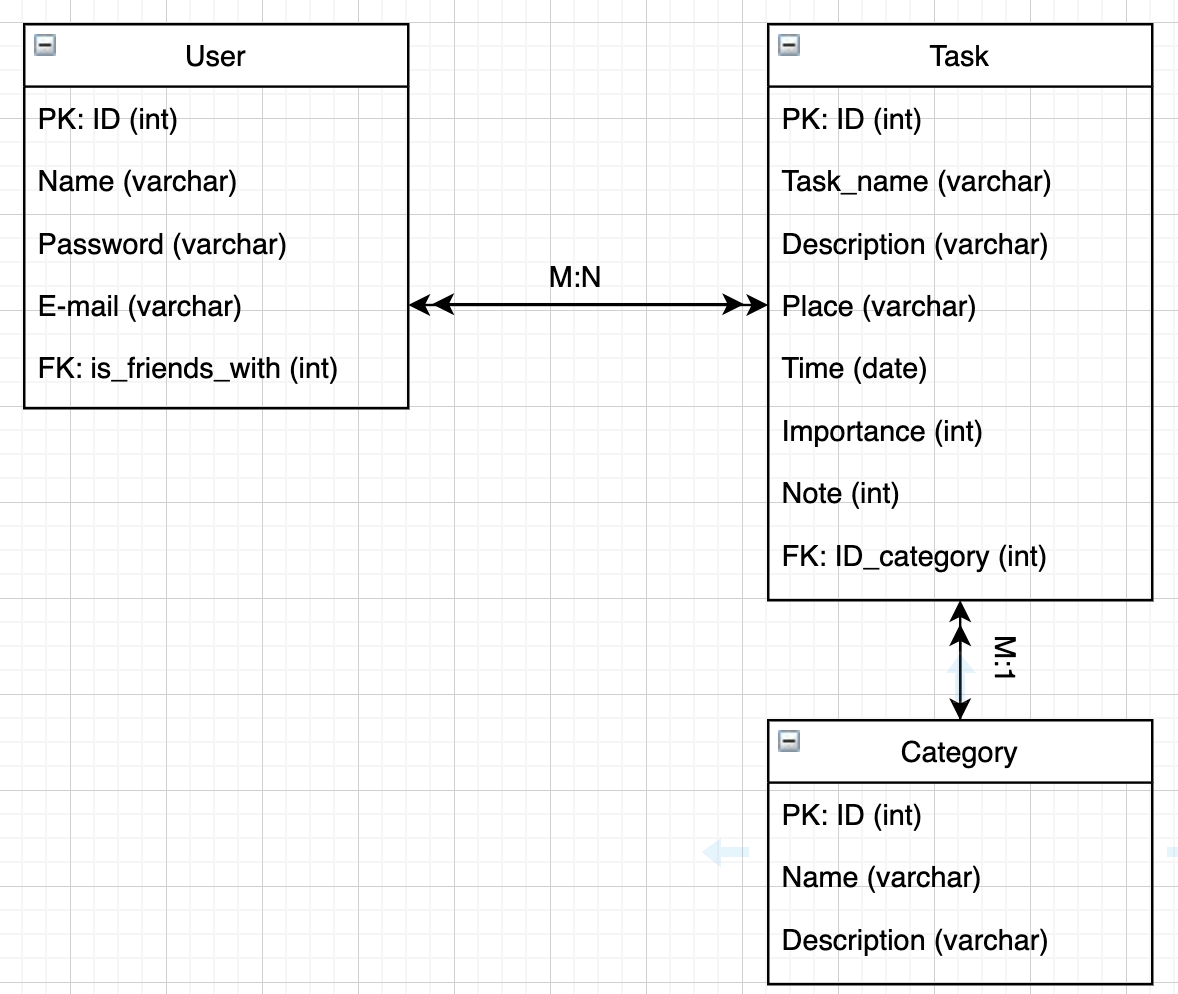 User
PK: ID (int)
Name (varchar)
Password (varchar)
E-mail (varchar)
FK: is_friends_with (int)
M:N
Task
PK: ID (int)
Task_name (varchar)
Description (varchar)
Place (varchar)
Time (date)
Importance (int)
Note (int)
FK: ID_category (int)
M:1
Category
PK: ID (int)
Name (varchar)
Description (varchar)